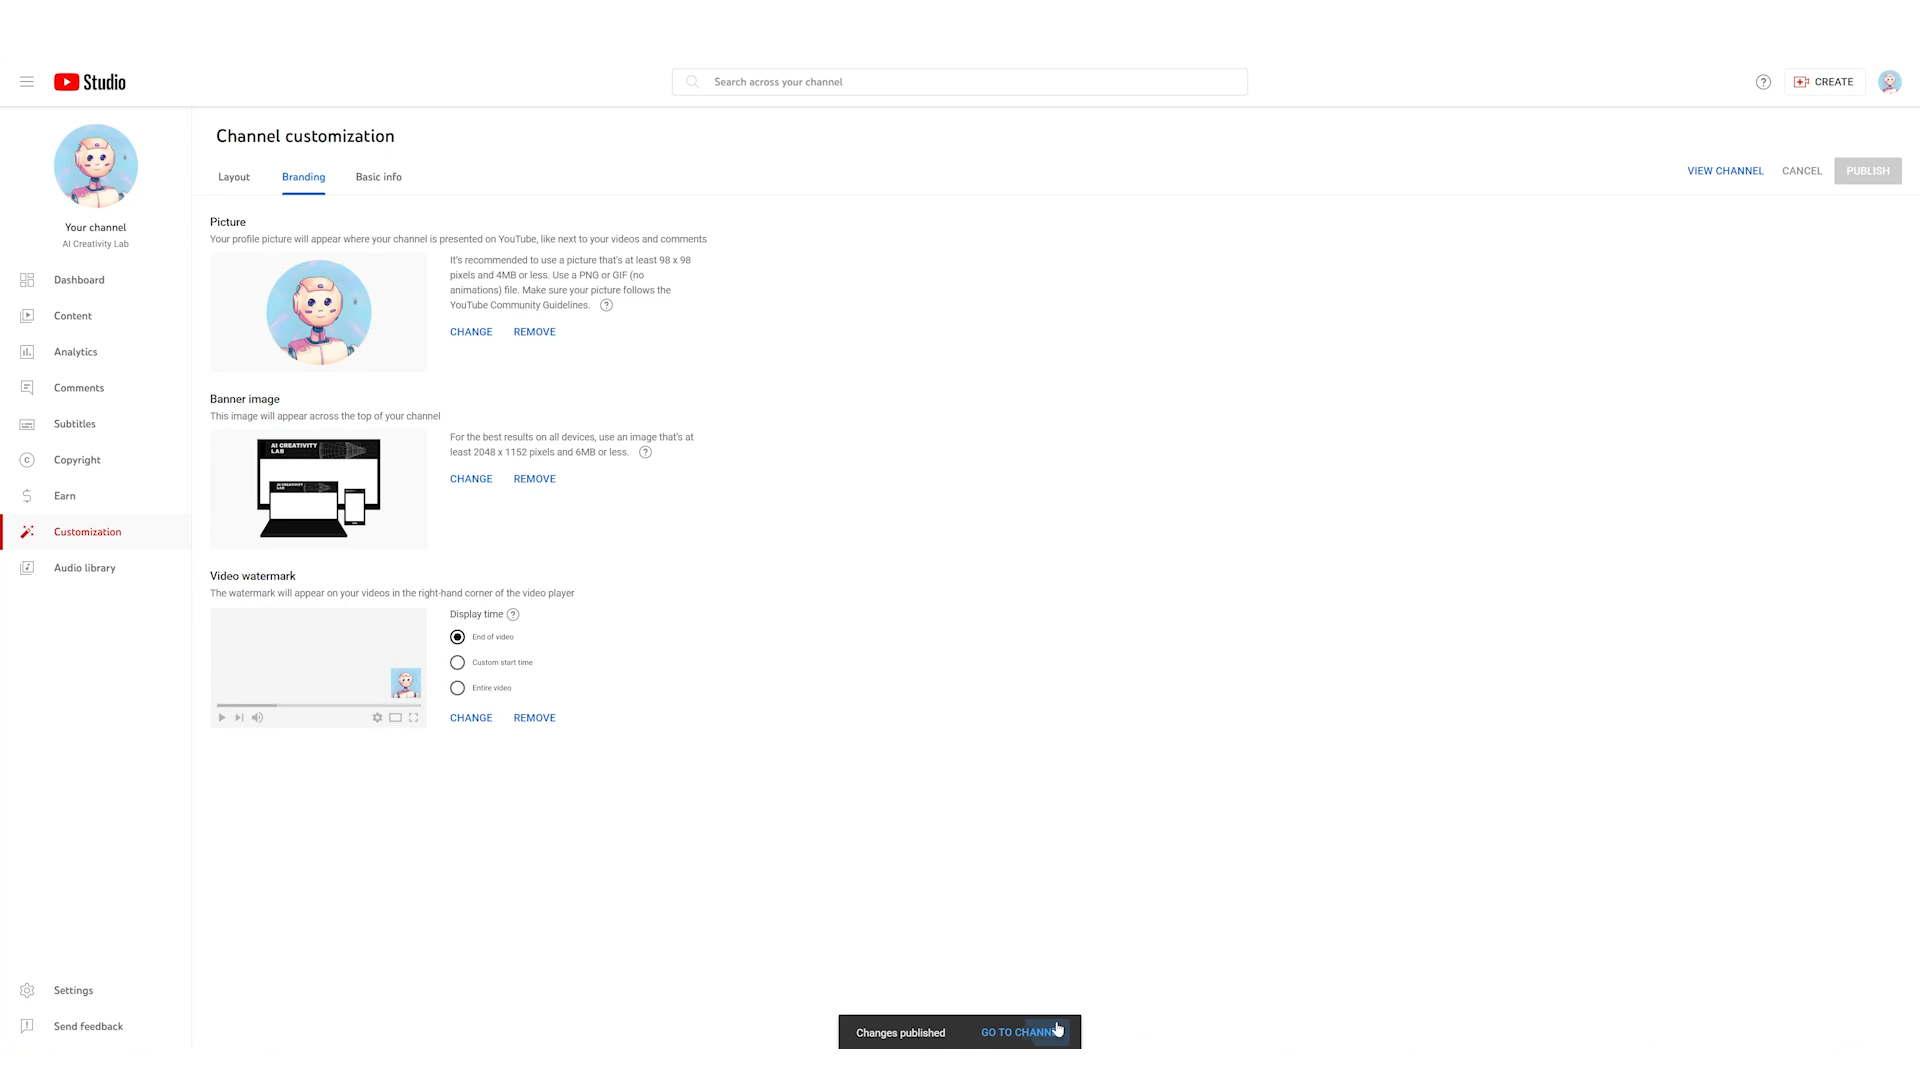 Studio
Search across your channel
CREATE
Channel customization
Layout
Branding
Basic info
VIEW CHANNEL
CANCEL
PUBLISH
Your channel
AI Creativity Lab
Dashboard
Content
Analytics
Comments
Subtitles
Copyright
Earn
Customization
Audio library
Settings
Send feedback
Picture
Your profile picture will appear where your channel is presented on YouTube, like next to your videos and comments
It's recommended to use a picture that's at least 98 x 98
pixels and 4MB or less. Use a PNG or GIF (no
animations) file. Make sure your picture follows the
YouTube Community Guidelines.
CHANGE
REMOVE
Banner image
This image will appear across the top of your channel
AI CREATIVITY
LAB
AI CREATIVITY
LAB
For the best results on all devices, use an image that's at
least 2048 x 1152 pixels and 6MB or less.
CHANGE
REMOVE
Video watermark
The watermark will appear on your videos in the right-hand corner of the video player
Display time
End of video
Custom start time
Entire video
CHANGE
REMOVE
Changes published
GO TO